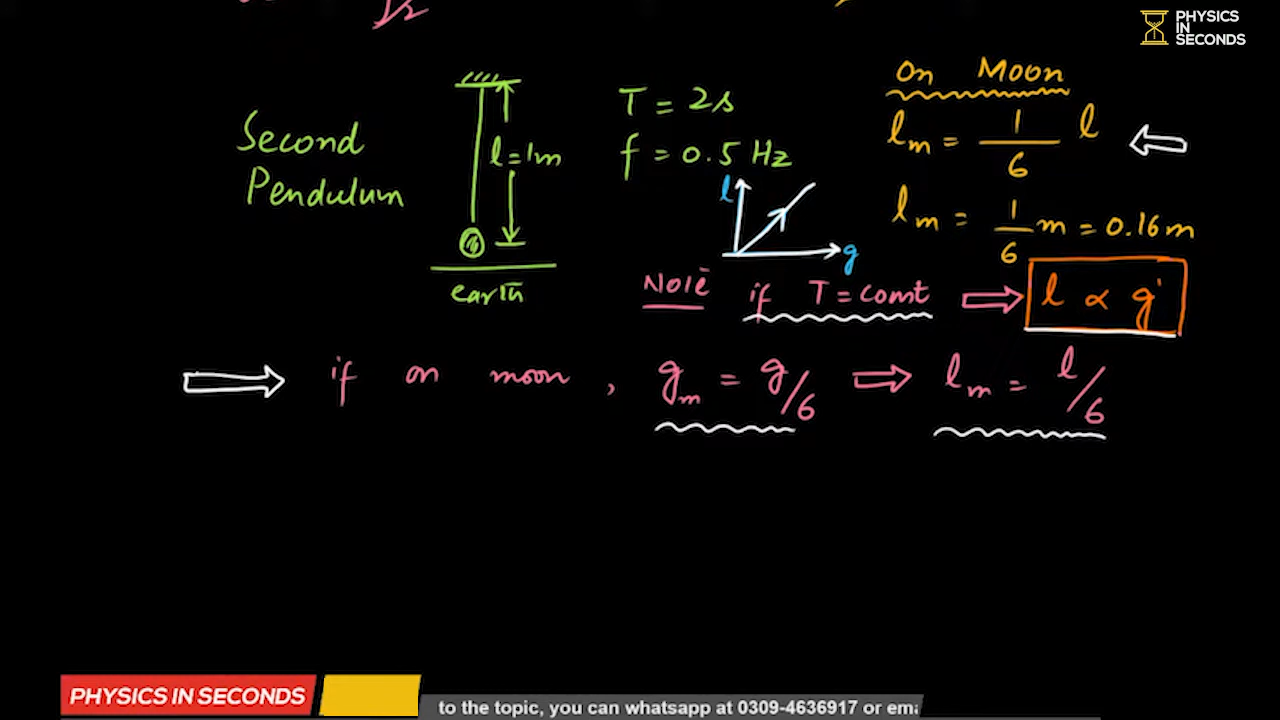 PHYSICS
IN
SECONDS
Second
Pendulum
l = 1m
earth
T = 2s
f = 0.5 Hz
l
g
On Moon
lm = 1/6 l
lm = 1/6 m = 0.16m
Note if T = Const ⇒ l ∝ g
⇒ if on moon, gm = g/6 ⇒ lm = l/6
PHYSICS IN SECONDS
to the topic, you can whatsapp at 0309-4636917 or ema